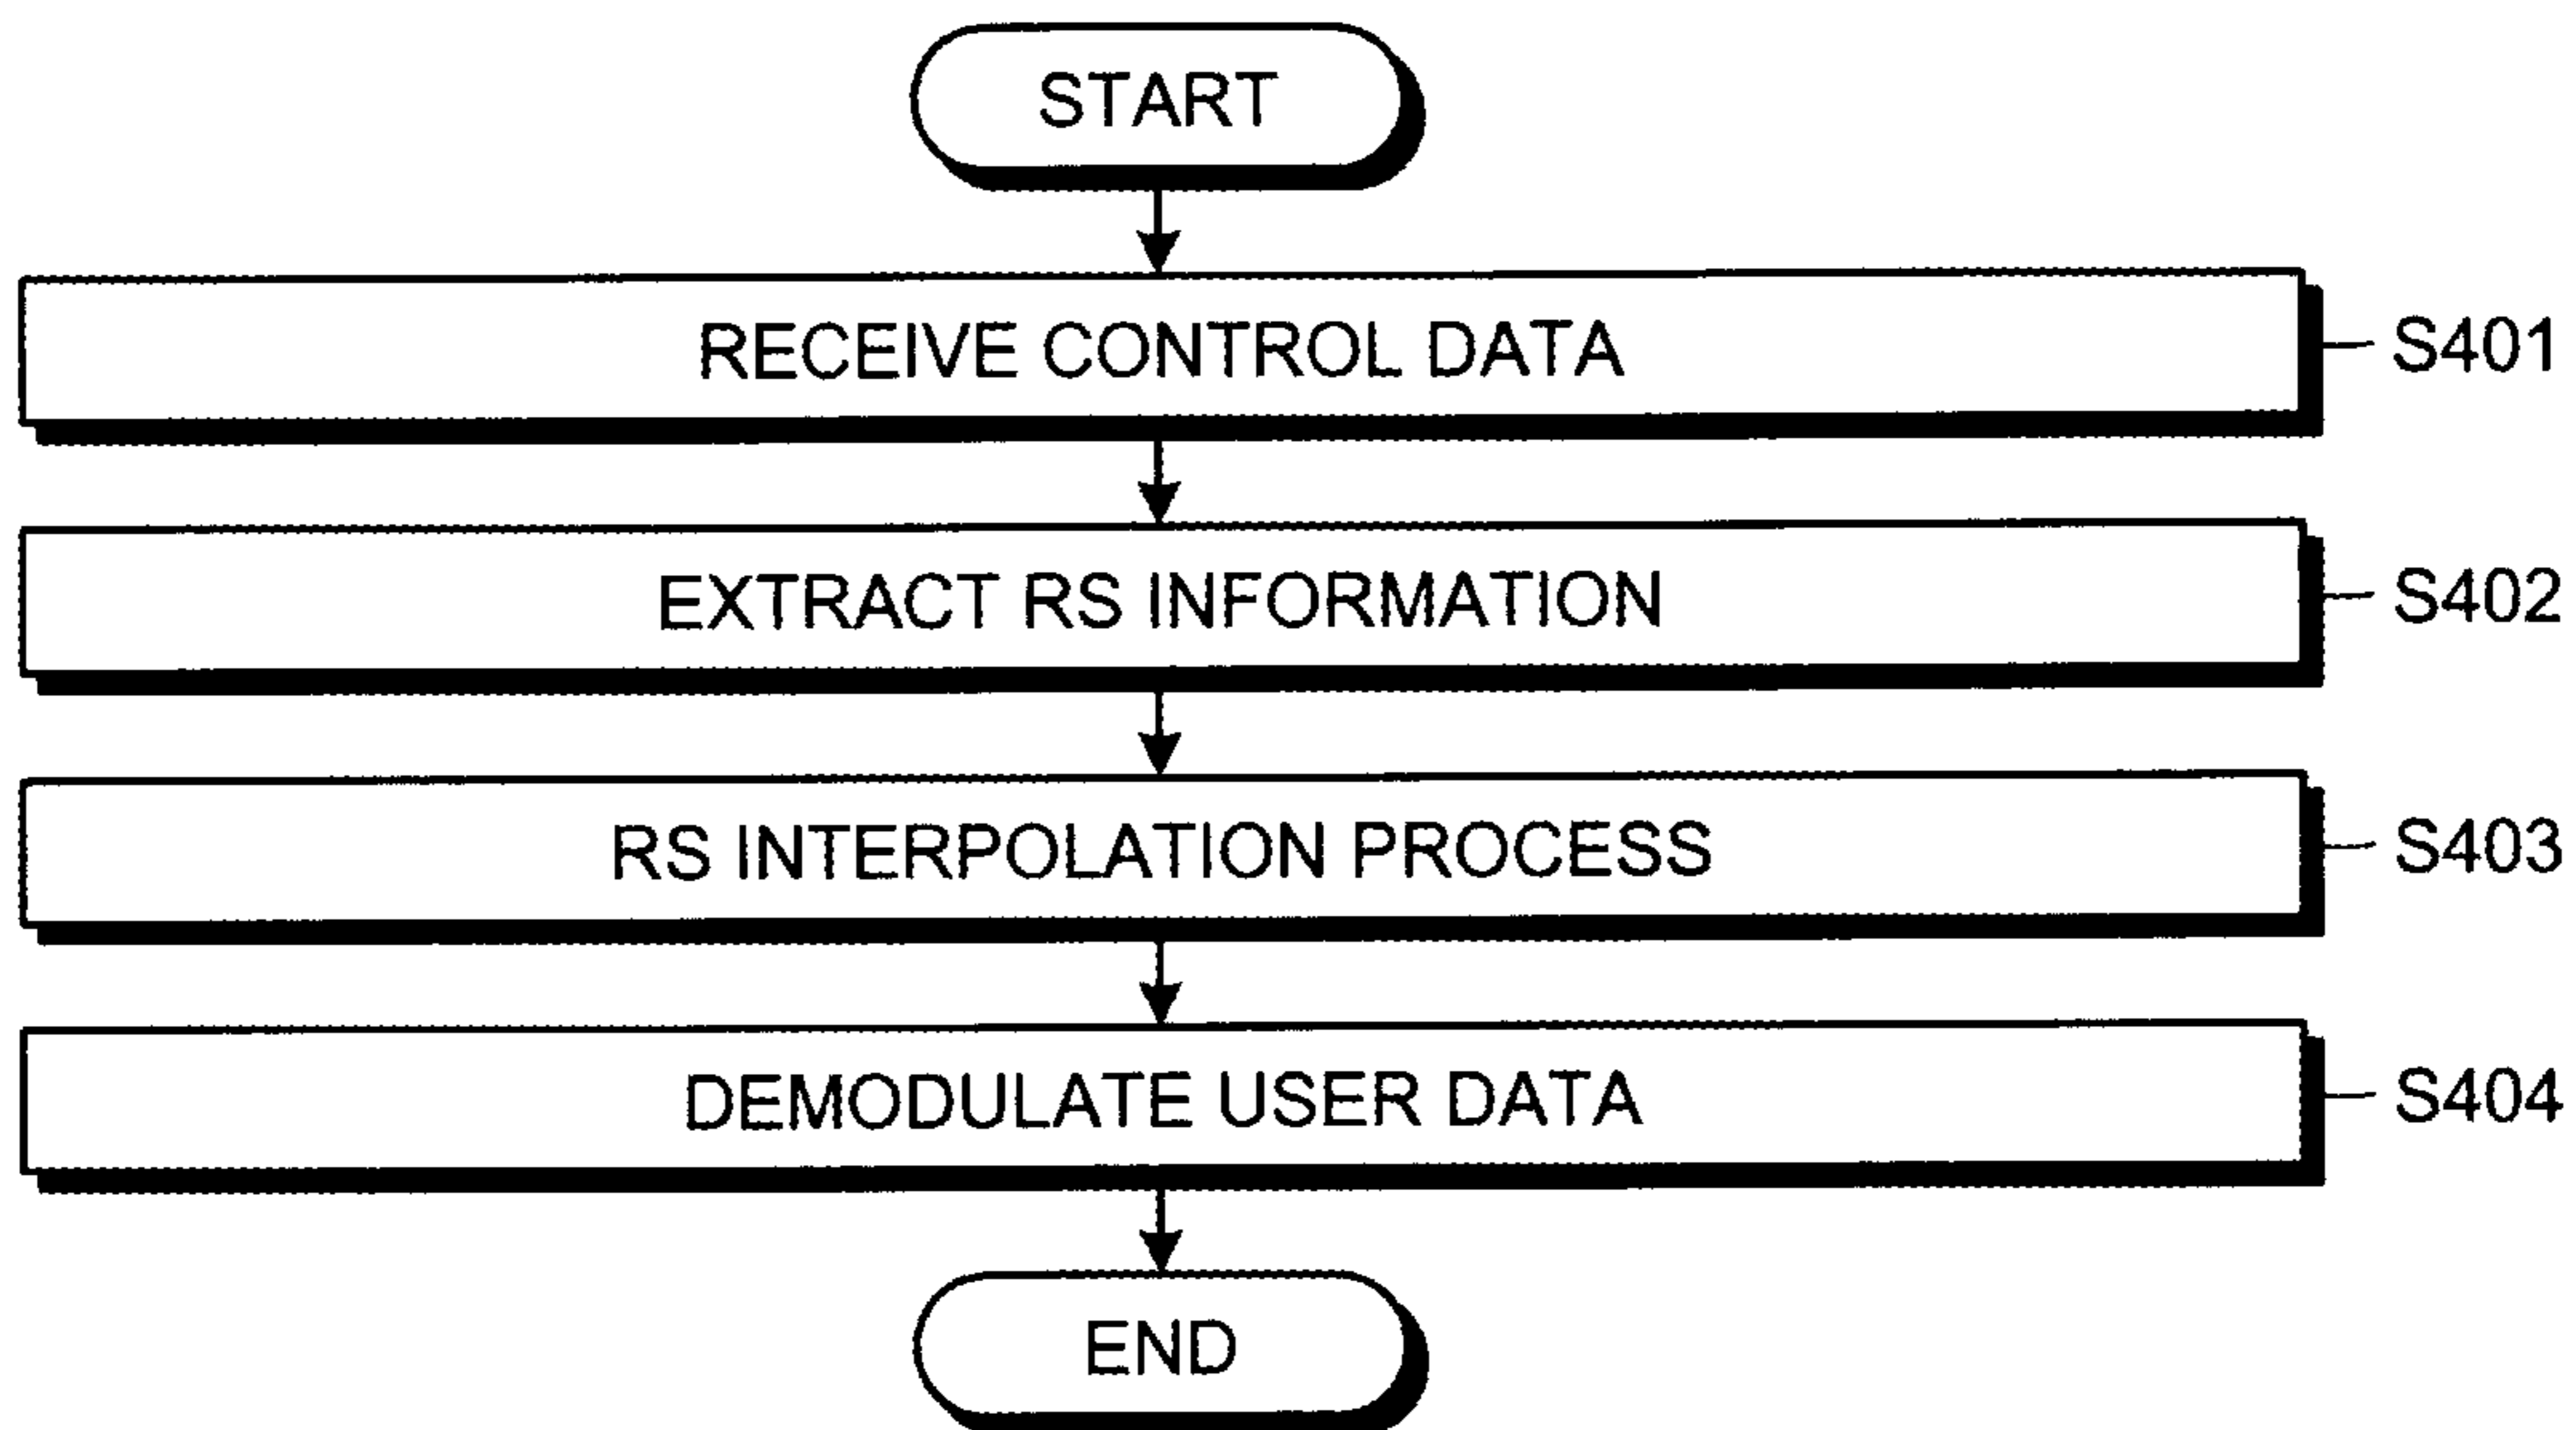 START
RECEIVE CONTROL DATA
S401
EXTRACT RS INFORMATION
S402
RS INTERPOLATION PROCESS
S403
DEMODULATE USER DATA
S404
END